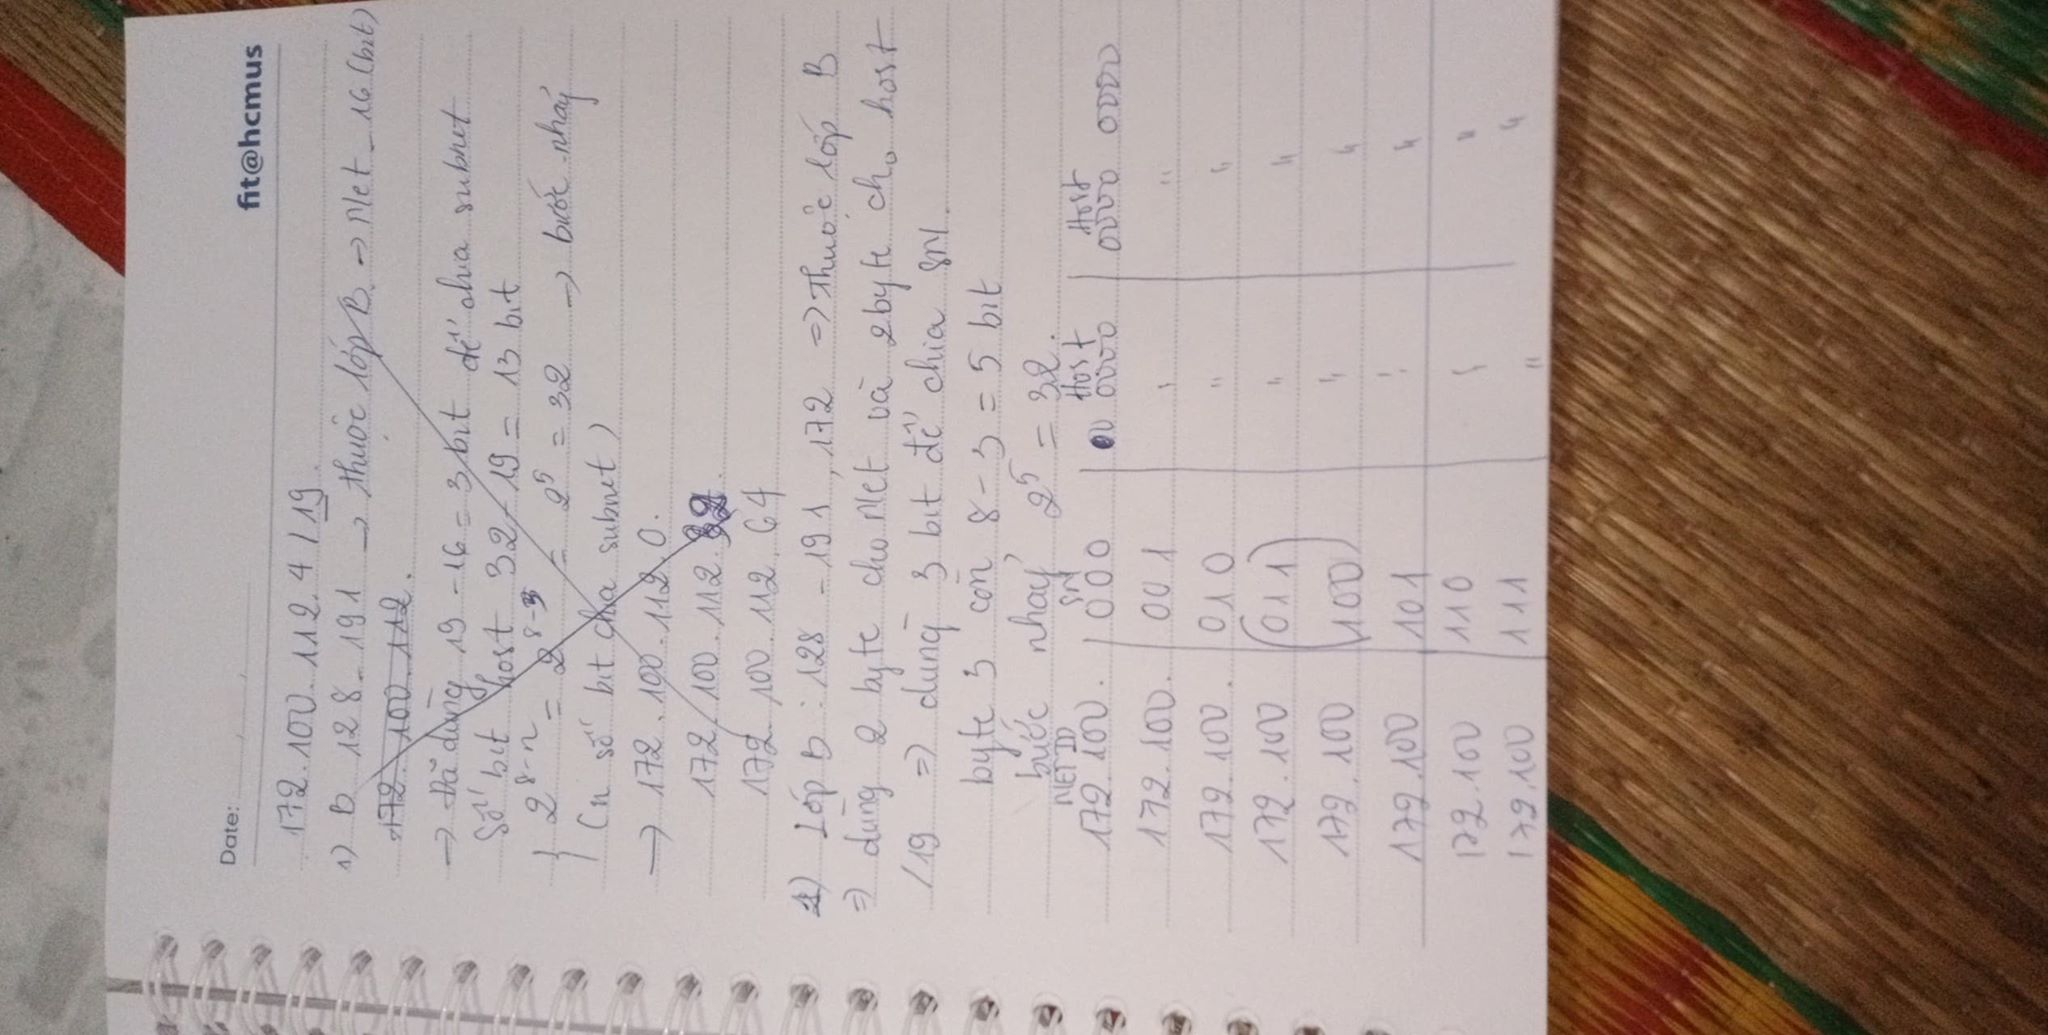 Date:
fit@hcmus
172.100.112.4 / 19.
1) B 128 - 191 → thuộc lớp B. → Net - 16 (bit)
172. 100. 112.
→ Đã dùng 19 - 16 = 3 bit để chia subnet
Số bit host 32 - 19 = 13 bit
2^8-n = 2^8-3 = 2^5 = 32 → bước nhảy
(n số bit chia subnet)
→ 172.100.112.0.
172.100.112.32.
172.100.112.64
1) Lớp B : 128 - 191, 172 => Thuộc lớp B
=> dùng 2 byte cho Net và 2 byte cho host
/19 => dùng 3 bit để chia SN.
byte 3 còn 8 - 3 = 5 bit
bước nhảy 2^5 = 32.
NET ID SN Host Host
172.100. 000 0 0000 0000 0000
172.100. 001 " "
172.100. 010 " "
172.100 011 " "
172.100 100 " "
172.100 101 " "
172.100 110 " "
172.100 111 " "